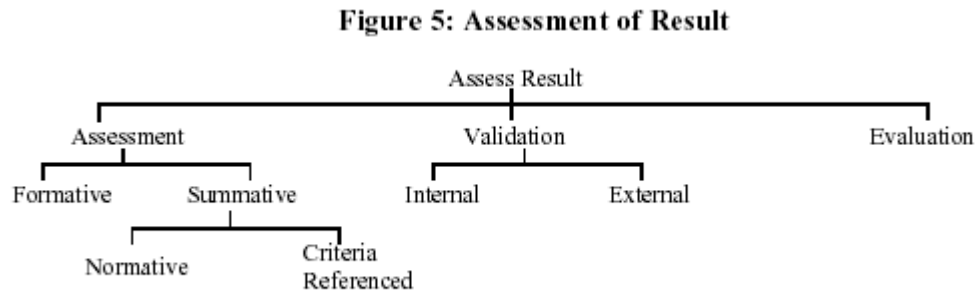 Figure 5: Assessment of Result
Assess Result
Assessment Validation Evaluation
Formative Summative Internal External
Normative Criteria
Referenced